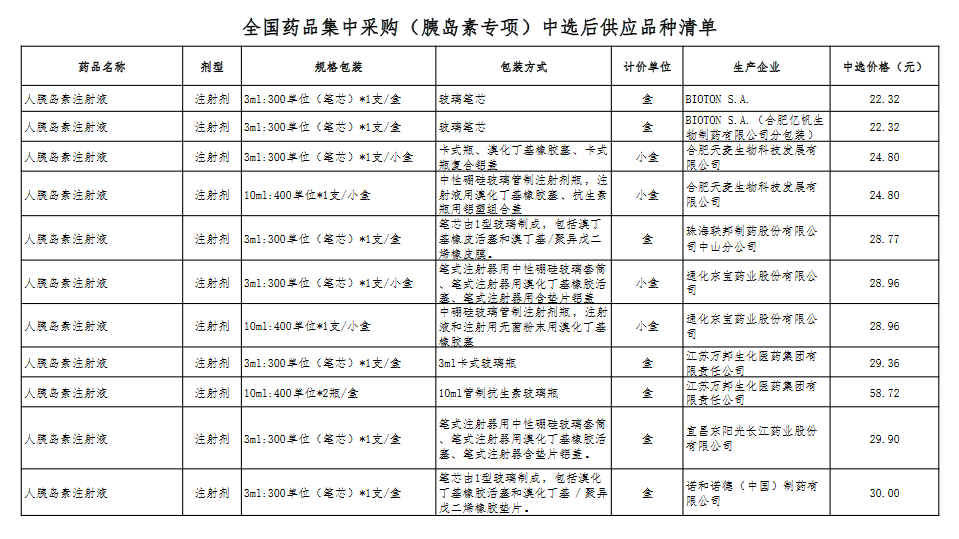 全国药品集中采购（胰岛素专项）中选后供应品种清单
药品名称 剂型 规格包装 包装方式 计价单位 生产企业 中选价格（元）
人胰岛素注射液 注射剂 3ml:300单位（笔芯）*1支/盒 玻璃笔芯 盒 BIOTON S.A. 22.32
人胰岛素注射液 注射剂 3ml:300单位（笔芯）*1支/盒 玻璃笔芯 盒 BIOTON S.A.（合肥亿帆生
物制药有限公司分包装） 22.32
人胰岛素注射液 注射剂 3ml:300单位（笔芯）*1支/小盒 卡式瓶、溴化丁基橡胶塞、卡式
瓶复合铝盖 小盒 合肥天麦生物科技发展有
限公司 24.80
人胰岛素注射液 注射剂 10ml:400单位*1支/小盒 中性硼硅玻璃管制注射剂瓶，注
射液用溴化丁基橡胶塞、抗生素
瓶用铝塑组合盖 小盒 合肥天麦生物科技发展有
限公司 24.80
人胰岛素注射液 注射剂 3ml:300单位（笔芯）*1支/盒 笔芯由1型玻璃制成，包括溴丁
基橡皮活塞和溴丁基/聚异戊二
烯橡皮膜。 盒 珠海联邦制药股份有限公
司中山分公司 28.77
人胰岛素注射液 注射剂 3ml:300单位（笔芯）*1支/小盒 笔式注射器用中性硼硅玻璃套筒
、笔式注射器用溴化丁基橡胶活
塞、笔式注射器用含垫片铝盖 小盒 通化东宝药业股份有限公
司 28.96
人胰岛素注射液 注射剂 10ml:400单位*1支/小盒 中硼硅玻璃管制注射剂瓶，注射
液和注射用无菌粉末用溴化丁基
橡胶塞 小盒 通化东宝药业股份有限公
司 28.96
人胰岛素注射液 注射剂 3ml:300单位（笔芯）*1支/盒 3ml卡式玻璃瓶 盒 江苏万邦生化医药集团有
限责任公司 29.36
人胰岛素注射液 注射剂 10ml:400单位*2瓶/盒 10ml管制抗生素玻璃瓶 盒 江苏万邦生化医药集团有
限责任公司 58.72
人胰岛素注射液 注射剂 3ml:300单位（笔芯）*1支/盒 笔式注射器用中性硼硅玻璃套筒
、笔式注射器用溴化丁基橡胶活
塞、笔式注射器含垫片铝盖。 盒 宜昌东阳光长江药业股份
有限公司 29.90
人胰岛素注射液 注射剂 3ml:300单位（笔芯）*1支/盒 笔芯由1型玻璃制成，包括溴化
丁基橡胶活塞和溴化丁基／聚异
戊二烯橡胶垫片。 盒 诺和诺德（中国）制药有
限公司 30.00